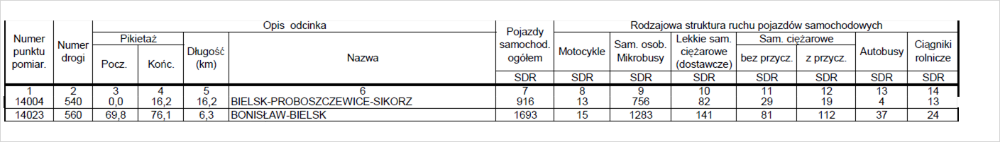 Numer punktu pomiar.
Numer drogi
Opis odcinka
Pikietaż
Pocz.
Końc.
Długość (km)
Nazwa
Pojazdy samochod. ogółem
SDR
Rodzajowa struktura ruchu pojazdów samochodowych
Motocykle
SDR
Sam. osob. Mikrobusy
SDR
Lekkie sam. ciężarowe (dostawcze)
SDR
Sam. ciężarowe
bez przycz.
SDR
z przycz.
SDR
Autobusy
SDR
Ciągniki rolnicze
SDR
1 2 3 4 5 6 7 8 9 10 11 12 13 14
14004 540 0,0 16,2 16,2 BIELSK-PROBOSZCZEWICE-SIKORZ 916 13 756 82 29 19 4 13
14023 560 69,8 76,1 6,3 BONISŁAW-BIELSK 1693 15 1283 141 81 112 37 24